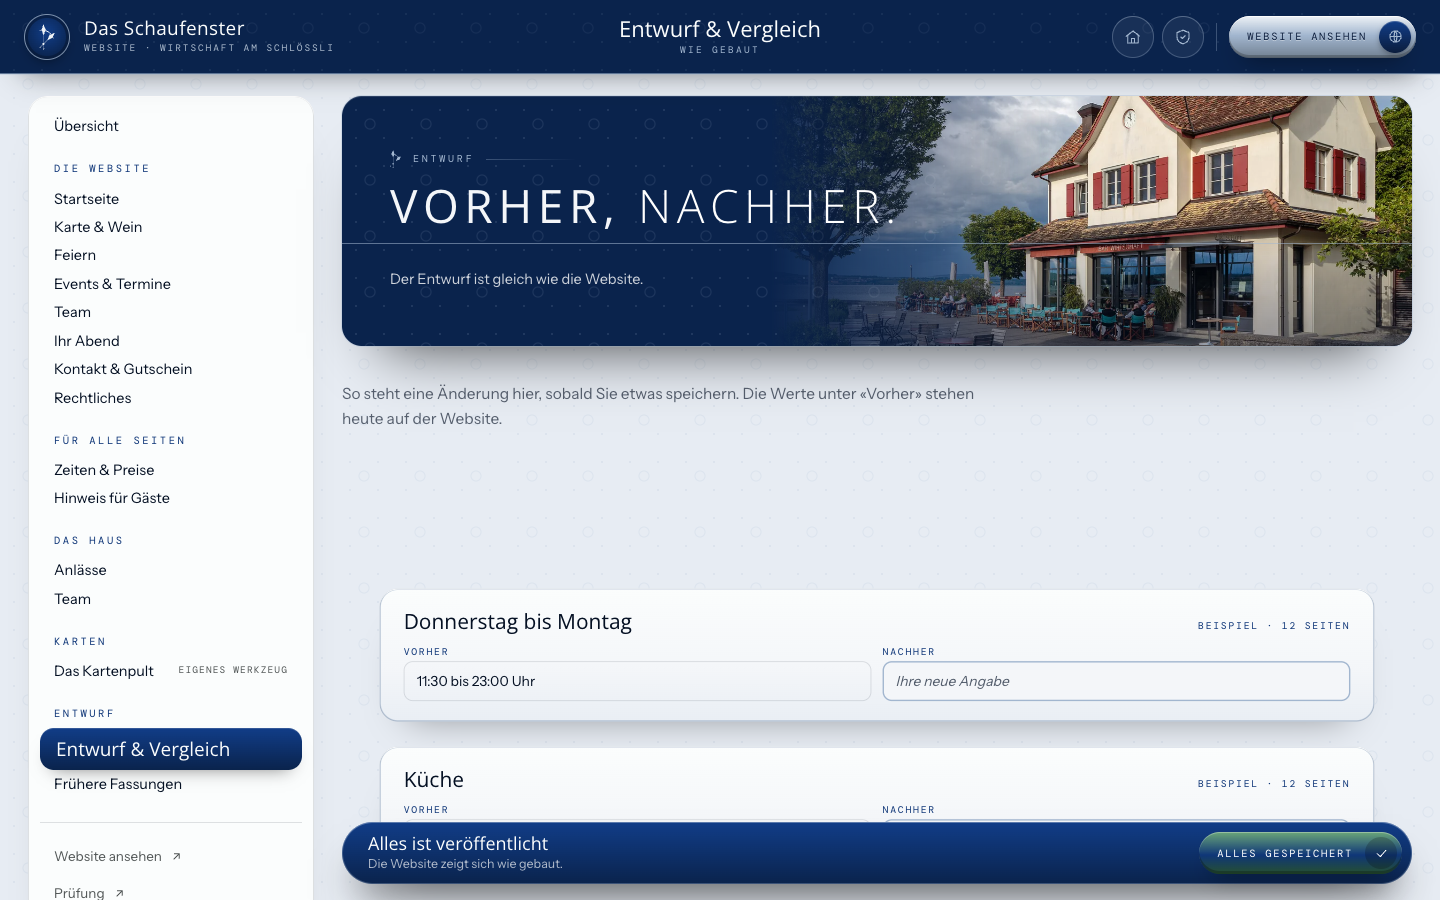 Das Schaufenster
WEBSITE · WIRTSCHAFT AM SCHLÖSSLI
Entwurf & Vergleich
WIE GEBAUT
WEBSITE ANSEHEN
Übersicht
DIE WEBSITE
Startseite
Karte & Wein
Feiern
Events & Termine
Team
Ihr Abend
Kontakt & Gutschein
Rechtliches
FÜR ALLE SEITEN
Zeiten & Preise
Hinweis für Gäste
DAS HAUS
Anlässe
Team
KARTEN
Das Kartenpult EIGENES WERKZEUG
ENTWURF
Entwurf & Vergleich
Frühere Fassungen
Website ansehen
Prüfung
ENTWURF
VORHER, NACHHER.
Der Entwurf ist gleich wie die Website.
So steht eine Änderung hier, sobald Sie etwas speichern. Die Werte unter «Vorher» stehen
heute auf der Website.
Donnerstag bis Montag
BEISPIEL · 12 SEITEN
VORHER
NACHHER
11:30 bis 23:00 Uhr
Ihre neue Angabe
Küche
BEISPIEL · 12 SEITEN
VORHER
NACHHER
Alles ist veröffentlicht
Die Website zeigt sich wie gebaut.
ALLES GESPEICHERT